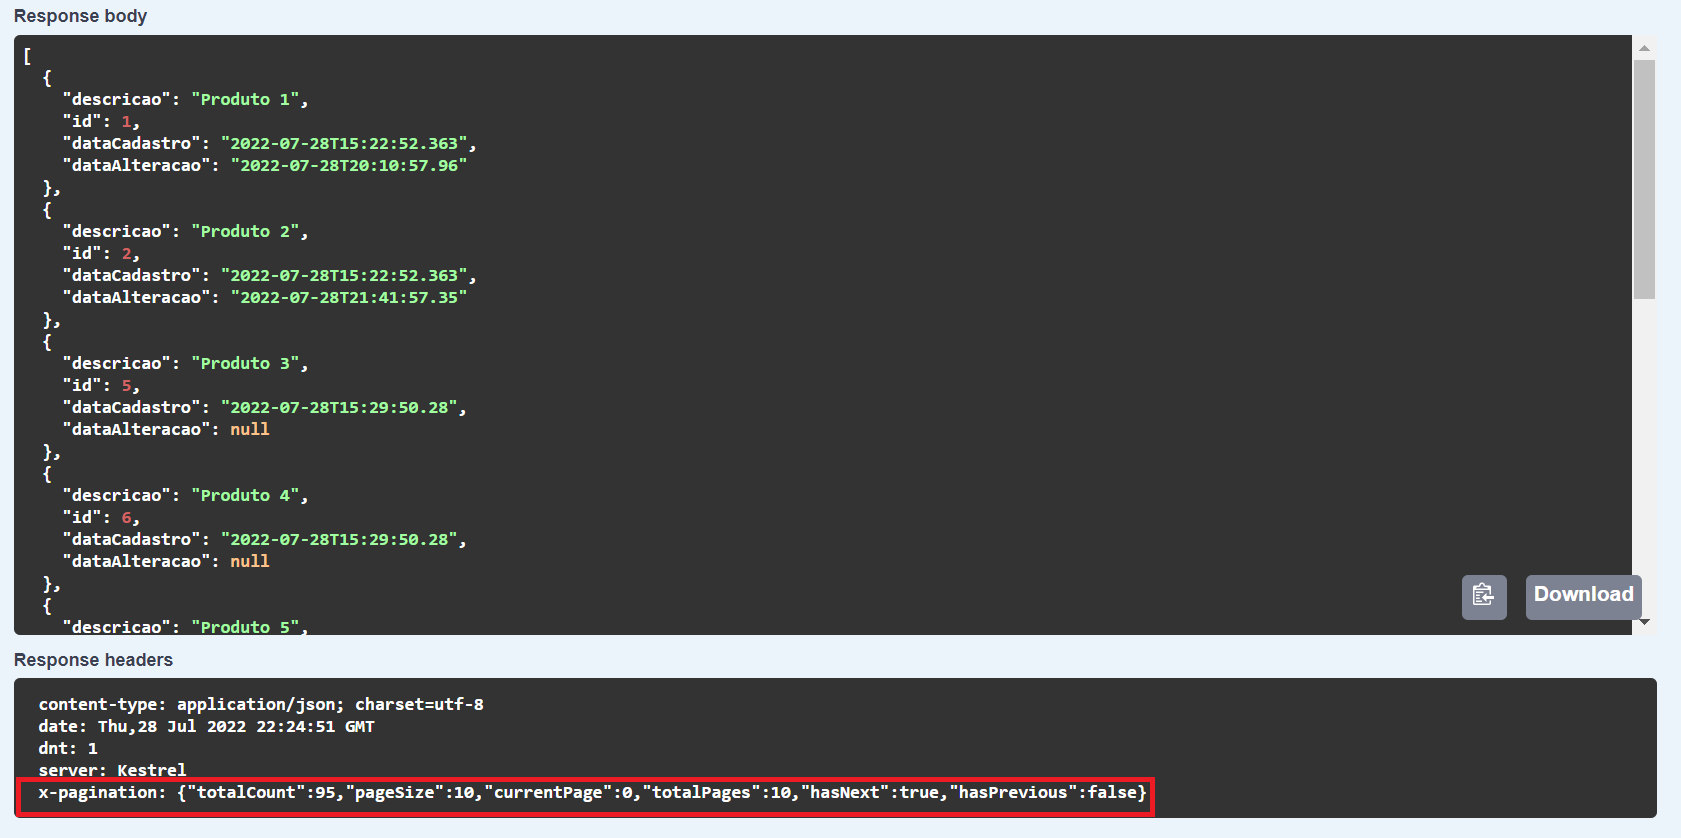 Response body
[
  {
    "descricao": "Produto 1",
    "id": 1,
    "dataCadastro": "2022-07-28T15:22:52.363",
    "dataAlteracao": "2022-07-28T20:10:57.96"
  },
  {
    "descricao": "Produto 2",
    "id": 2,
    "dataCadastro": "2022-07-28T15:22:52.363",
    "dataAlteracao": "2022-07-28T21:41:57.35"
  },
  {
    "descricao": "Produto 3",
    "id": 5,
    "dataCadastro": "2022-07-28T15:29:50.28",
    "dataAlteracao": null
  },
  {
    "descricao": "Produto 4",
    "id": 6,
    "dataCadastro": "2022-07-28T15:29:50.28",
    "dataAlteracao": null
  },
  {
    "descricao": "Produto 5",
Download
Response headers
content-type: application/json; charset=utf-8
date: Thu,28 Jul 2022 22:24:51 GMT
dnt: 1
server: Kestrel
x-pagination: {"totalCount":95,"pageSize":10,"currentPage":0,"totalPages":10,"hasNext":true,"hasPrevious":false}